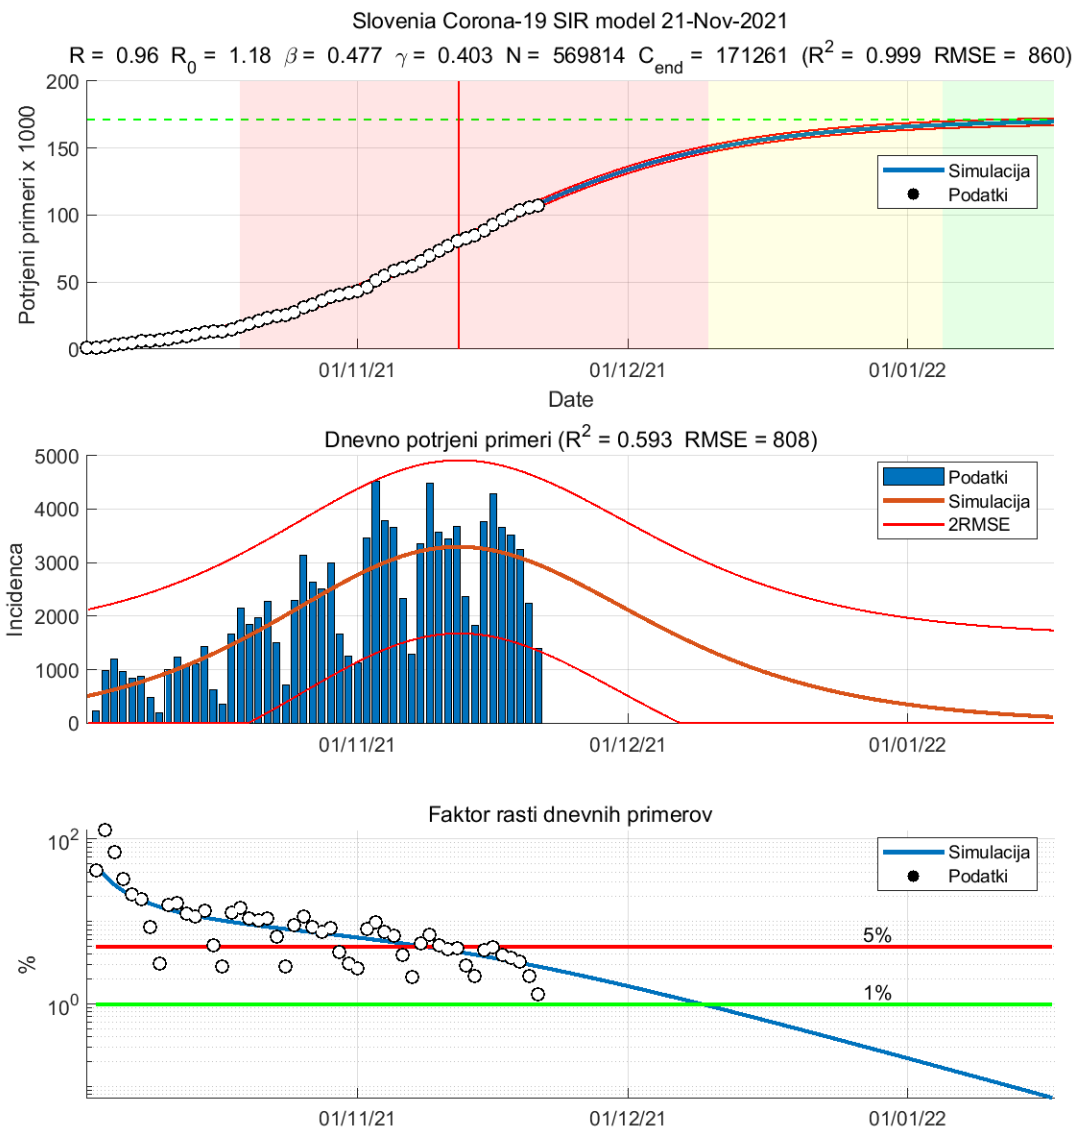 Slovenia Corona-19 SIR model 21-Nov-2021
R = 0.96 R0 = 1.18 β = 0.477 γ = 0.403 N = 569814 Cend = 171261 (R2 = 0.999 RMSE = 860)
Potrjeni primeri x 1000
200
150
100
50
0
Simulacija
Podatki
01/11/21
01/12/21
01/01/22
Date
Dnevno potrjeni primeri (R2 = 0.593 RMSE = 808)
Incidenca
5000
4000
3000
2000
1000
0
Podatki
Simulacija
2RMSE
01/11/21
01/12/21
01/01/22
Faktor rasti dnevnih primerov
%
10^2
10^0
Simulacija
Podatki
5%
1%
01/11/21
01/12/21
01/01/22